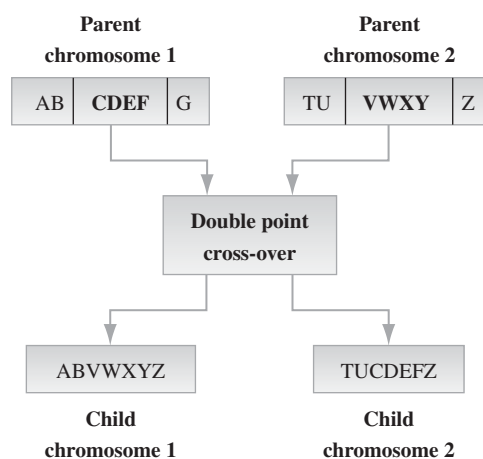 Parent
chromosome 1
Parent
chromosome 2
AB CDEF G
TU VWXY Z
Double point
cross-over
ABVWXYZ
TUCDEFZ
Child
chromosome 1
Child
chromosome 2